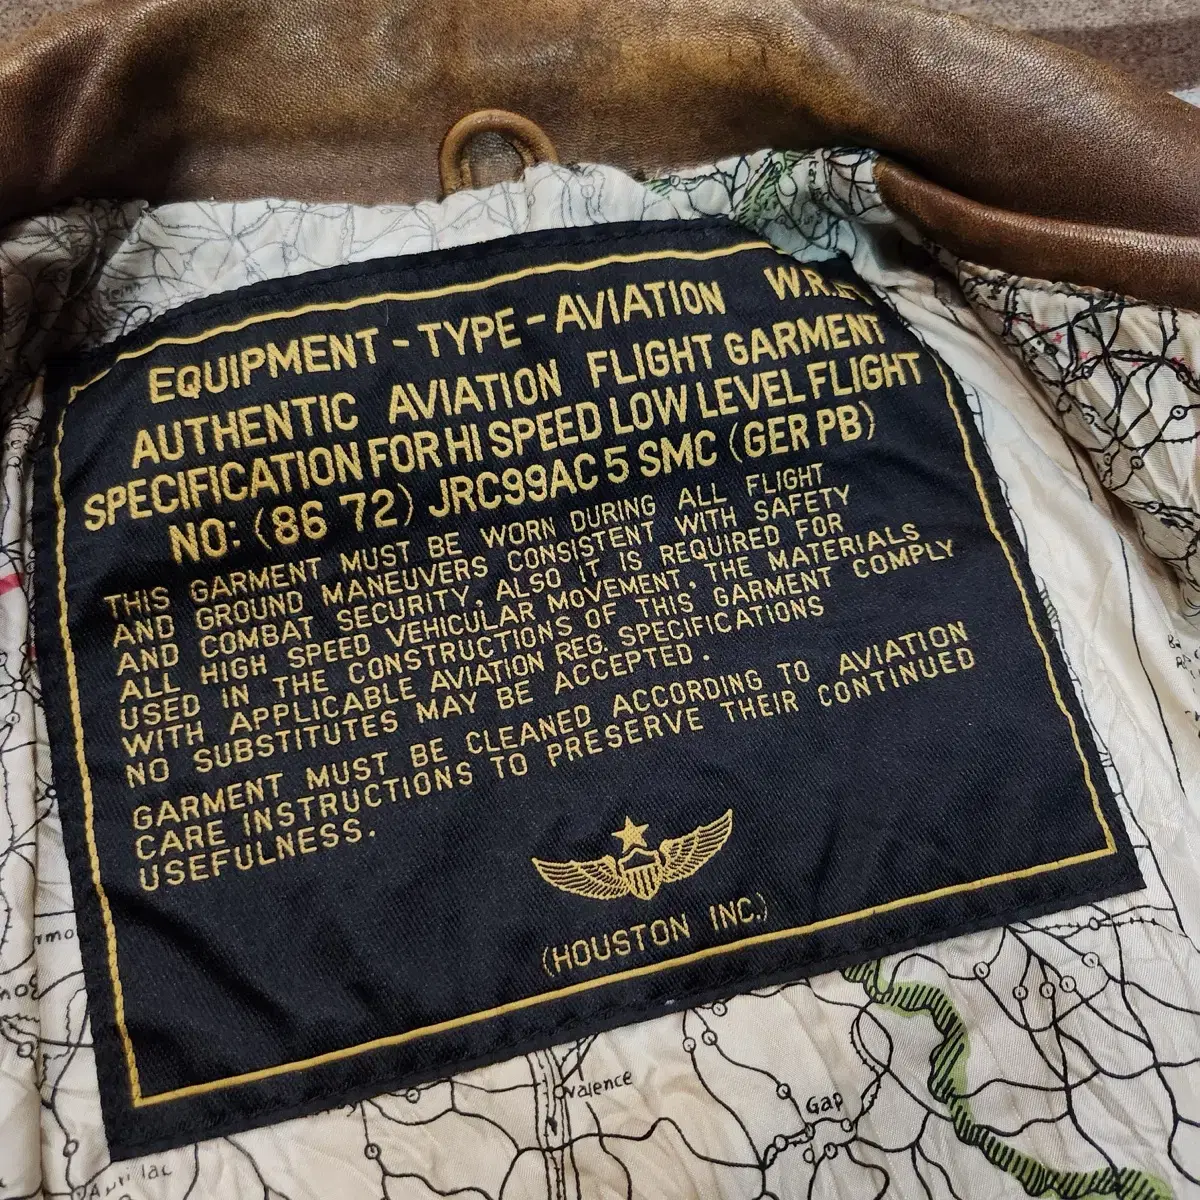 EQUIPMENT - TYPE - AVIATION
AUTHENTIC AVIATION FLIGHT GARMENT
SPECIFICATION FOR HI SPEED LOW LEVEL FLIGHT
NO: (86 72) JRC99AC 5 SMC (GER PB)
THIS GARMENT MUST BE WORN DURING ALL FLIGHT
AND GROUND MANEUVERS CONSISTENT WITH SAFETY
AND COMBAT SECURITY. ALSO IT IS REQUIRED FOR
ALL HIGH SPEED VEHICULAR MOVEMENT. THE MATERIALS
USED IN THE CONSTRUCTIONS OF THIS GARMENT COMPLY
WITH APPLICABLE AVIATION REG. SPECIFICATIONS
NO SUBSTITUTES MAY BE ACCEPTED.
GARMENT MUST BE CLEANED ACCORDING TO AVIATION
CARE INSTRUCTIONS TO PRESERVE THEIR CONTINUED
USEFULNESS.
(HOUSTON INC.)
Valence
Gap
Aurillac